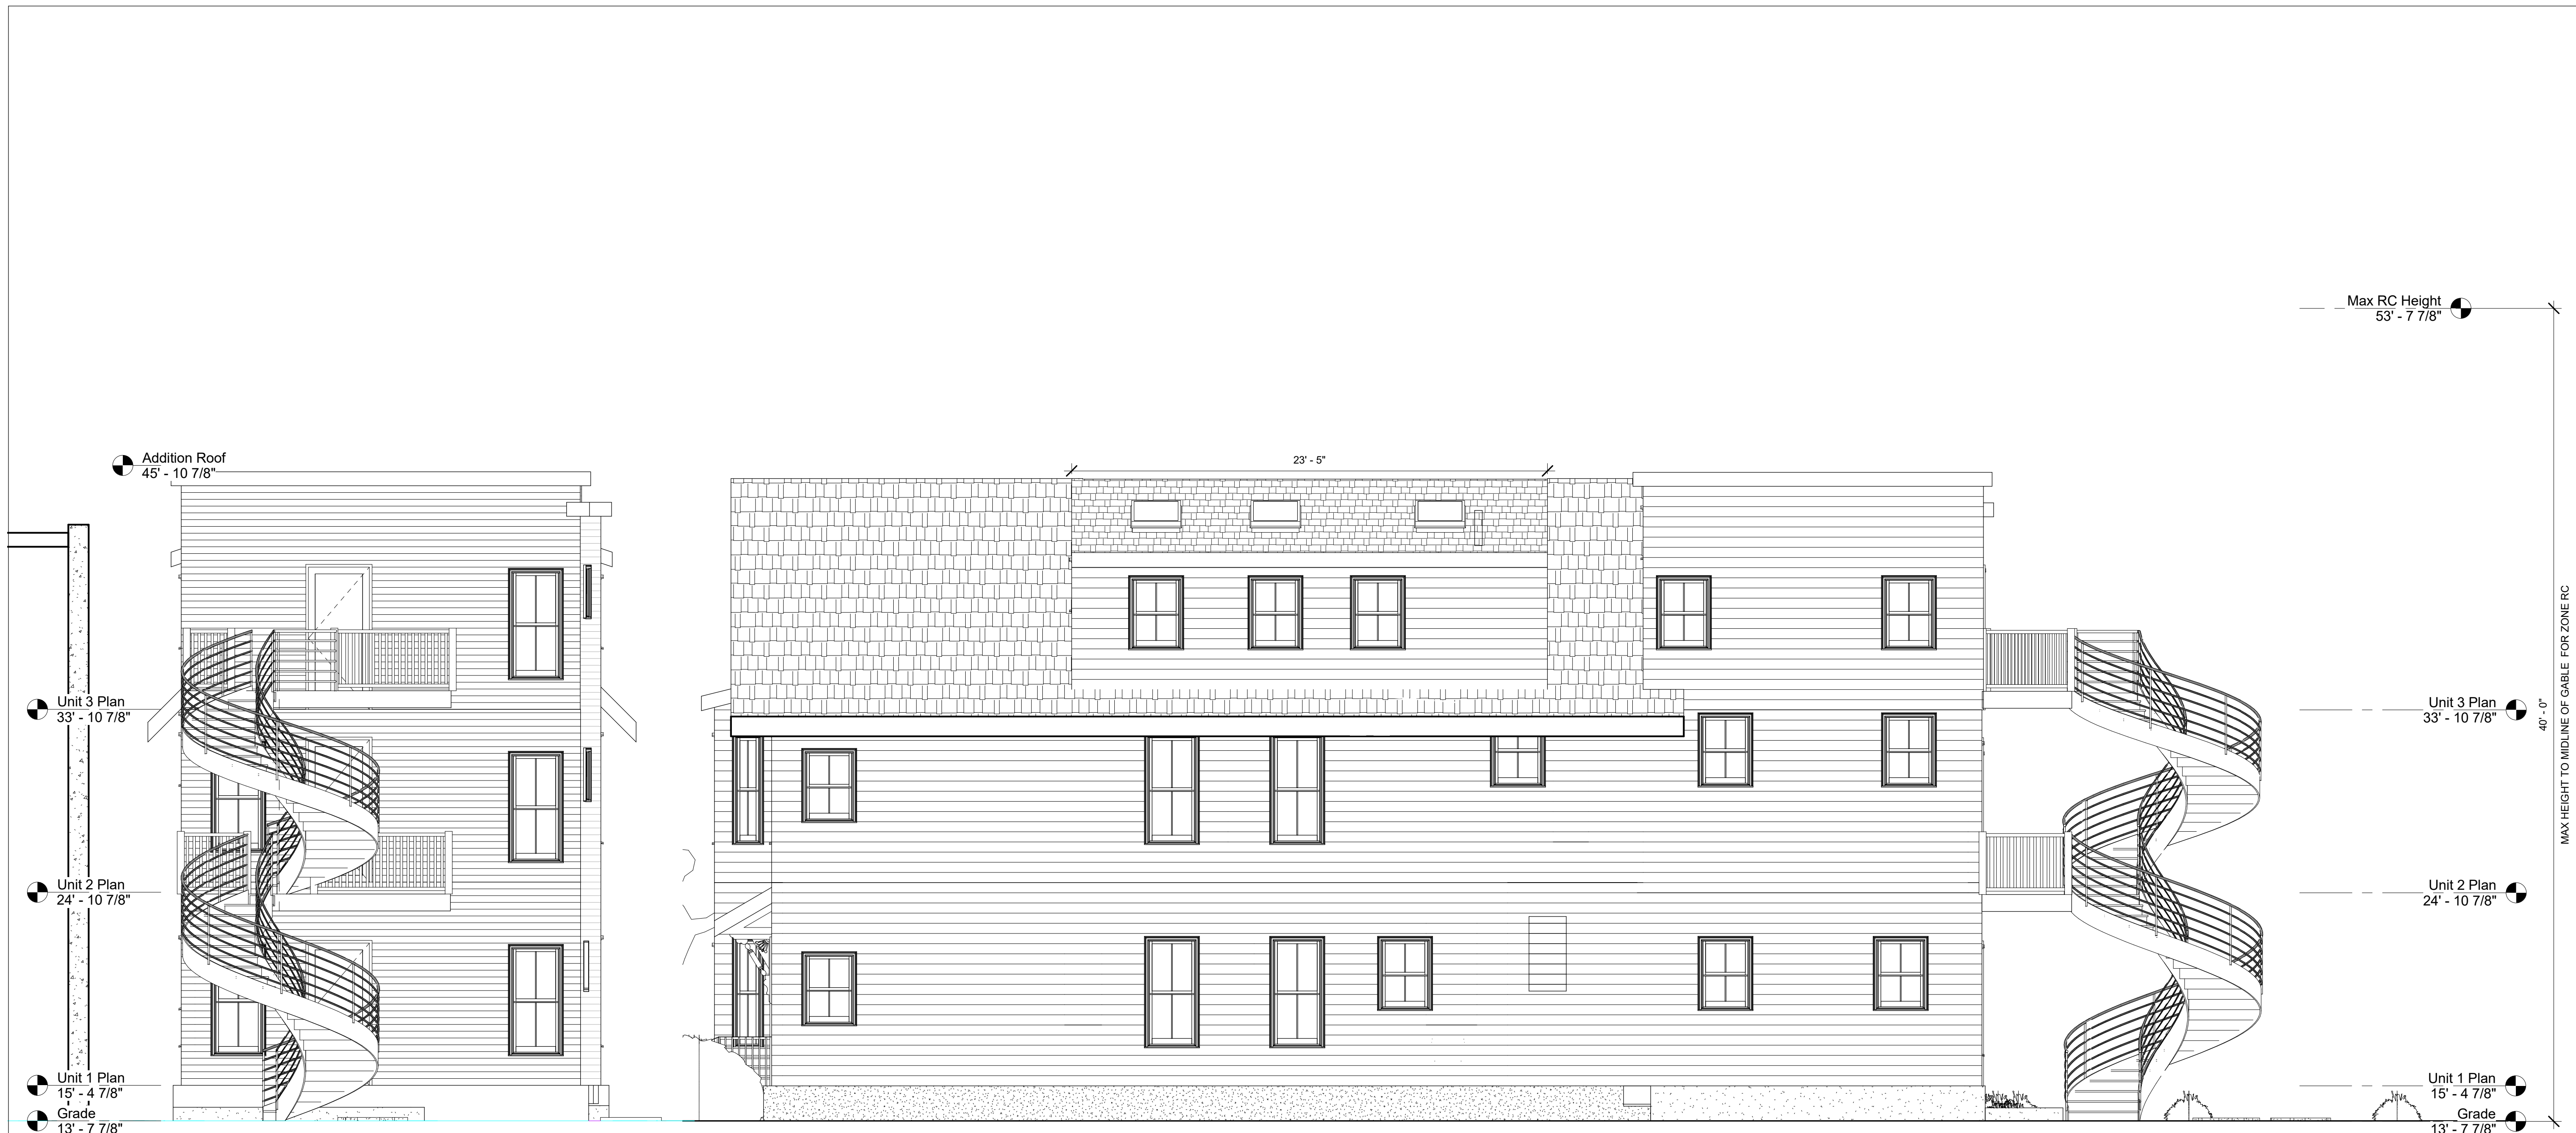 Max RC Height
53' - 7 7/8"
Addition Roof
45' - 10 7/8"
23' - 5"
Unit 3 Plan
33' - 10 7/8"
Unit 2 Plan
24' - 10 7/8"
Unit 1 Plan
15' - 4 7/8"
Grade
13' - 7 7/8"
Unit 3 Plan
33' - 10 7/8"
Unit 2 Plan
24' - 10 7/8"
Unit 1 Plan
15' - 4 7/8"
Grade
13' - 7 7/8"
40' - 0"
MAX HEIGHT TO MIDLINE OF GABLE FOR ZONE RC